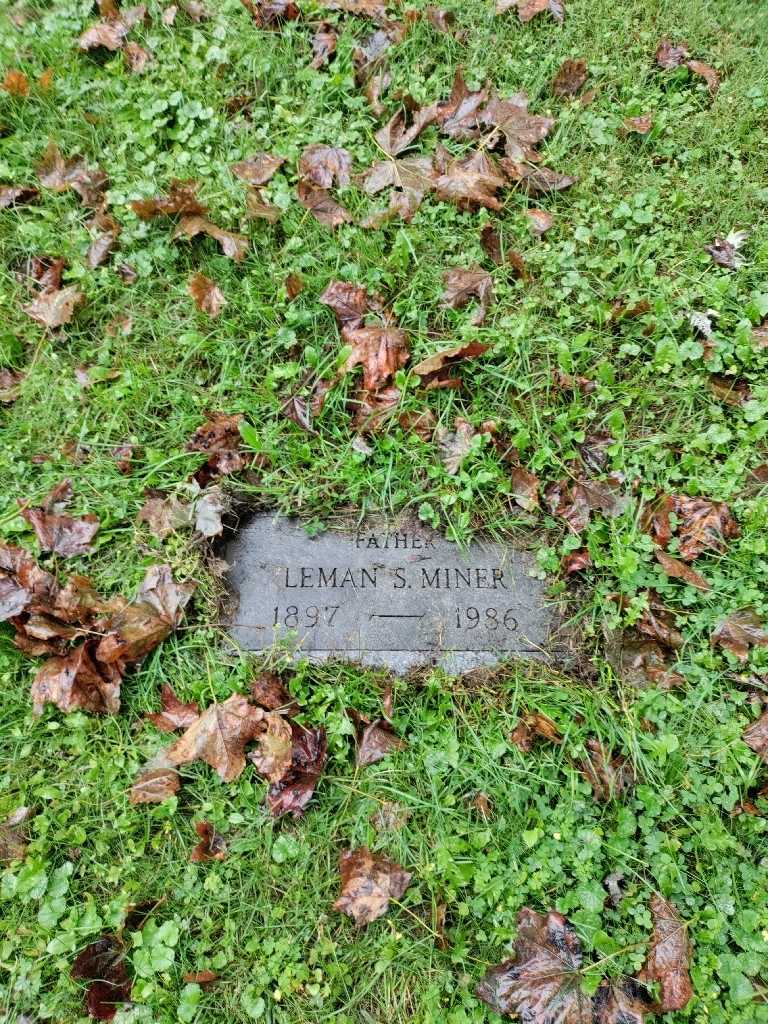 FATHER
LEMAN S. MINER
1897 — 1986